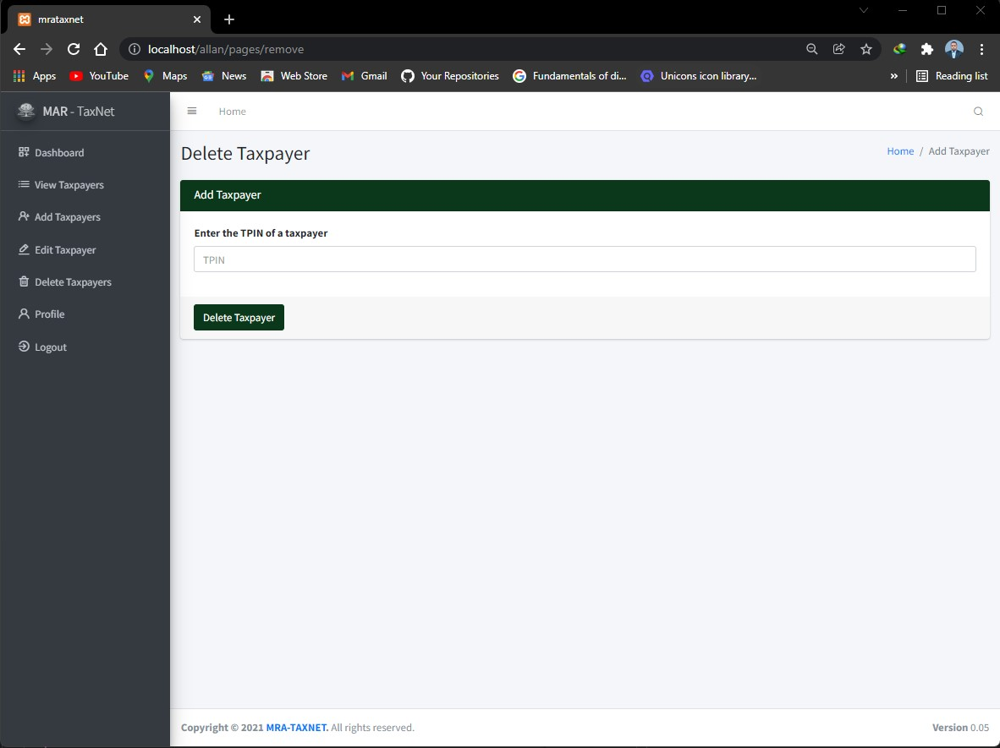 mrataxnet
localhost/allan/pages/remove
Apps YouTube Maps News Web Store Gmail Your Repositories Fundamentals of di... Unicons icon library... » Reading list
MAR - TaxNet
Home
Dashboard
View Taxpayers
Add Taxpayers
Edit Taxpayer
Delete Taxpayers
Profile
Logout
Delete Taxpayer
Home / Add Taxpayer
Add Taxpayer
Enter the TPIN of a taxpayer
TPIN
Delete Taxpayer
Copyright © 2021 MRA-TAXNET. All rights reserved.
Version 0.05